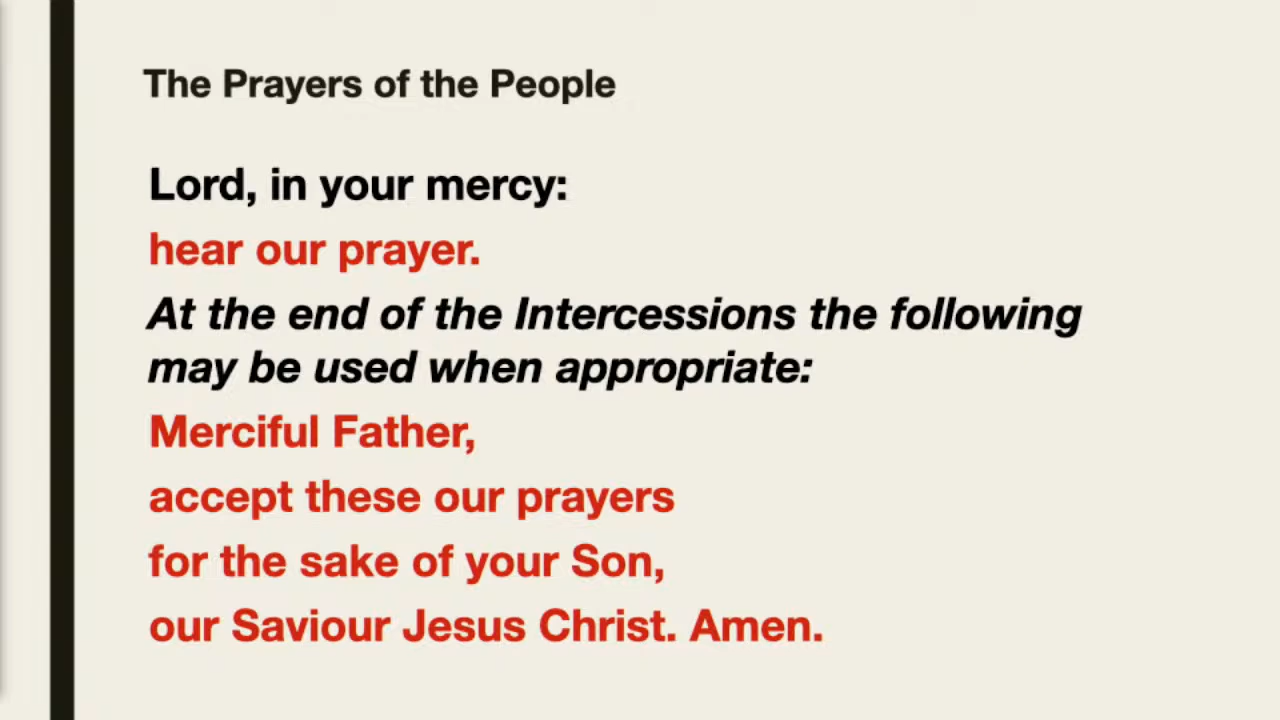 The Prayers of the People
Lord, in your mercy:
hear our prayer.
At the end of the Intercessions the following
may be used when appropriate:
Merciful Father,
accept these our prayers
for the sake of your Son,
our Saviour Jesus Christ. Amen.